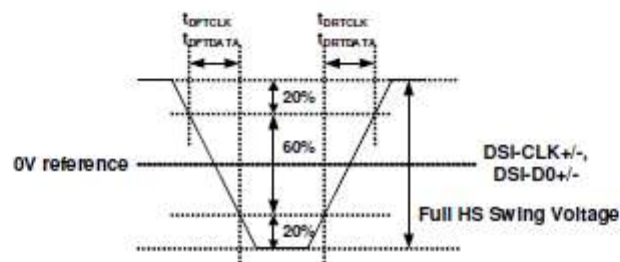 tDFTCLK
tDFTDATA
tDRTCLK
tDRTDATA
20%
60%
0V reference
DSI-CLK+/-,
DSI-D0+/-
Full HS Swing Voltage
20%